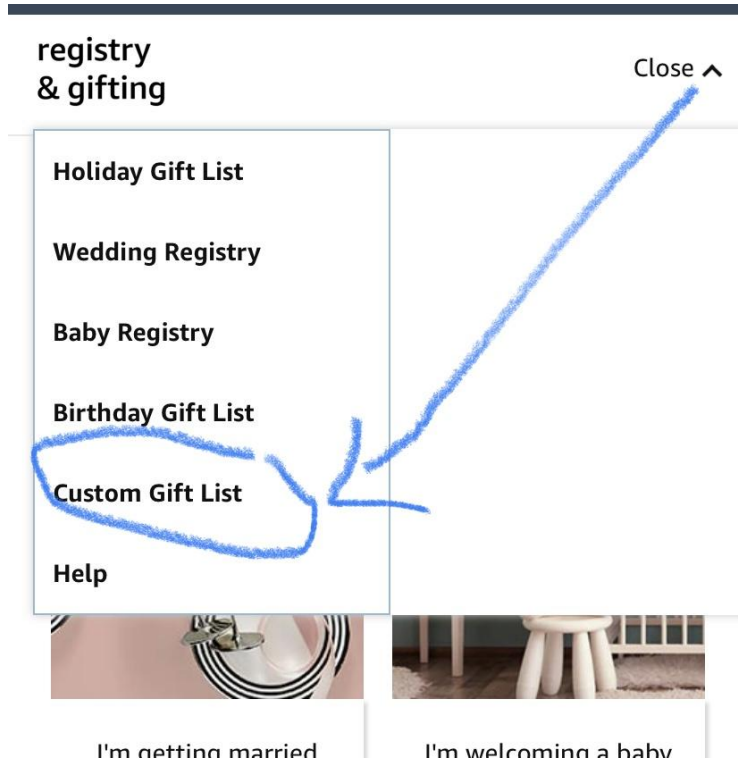 registry
& gifting
Close
Holiday Gift List
Wedding Registry
Baby Registry
Birthday Gift List
Custom Gift List
Help
I'm getting married
I'm welcoming a baby